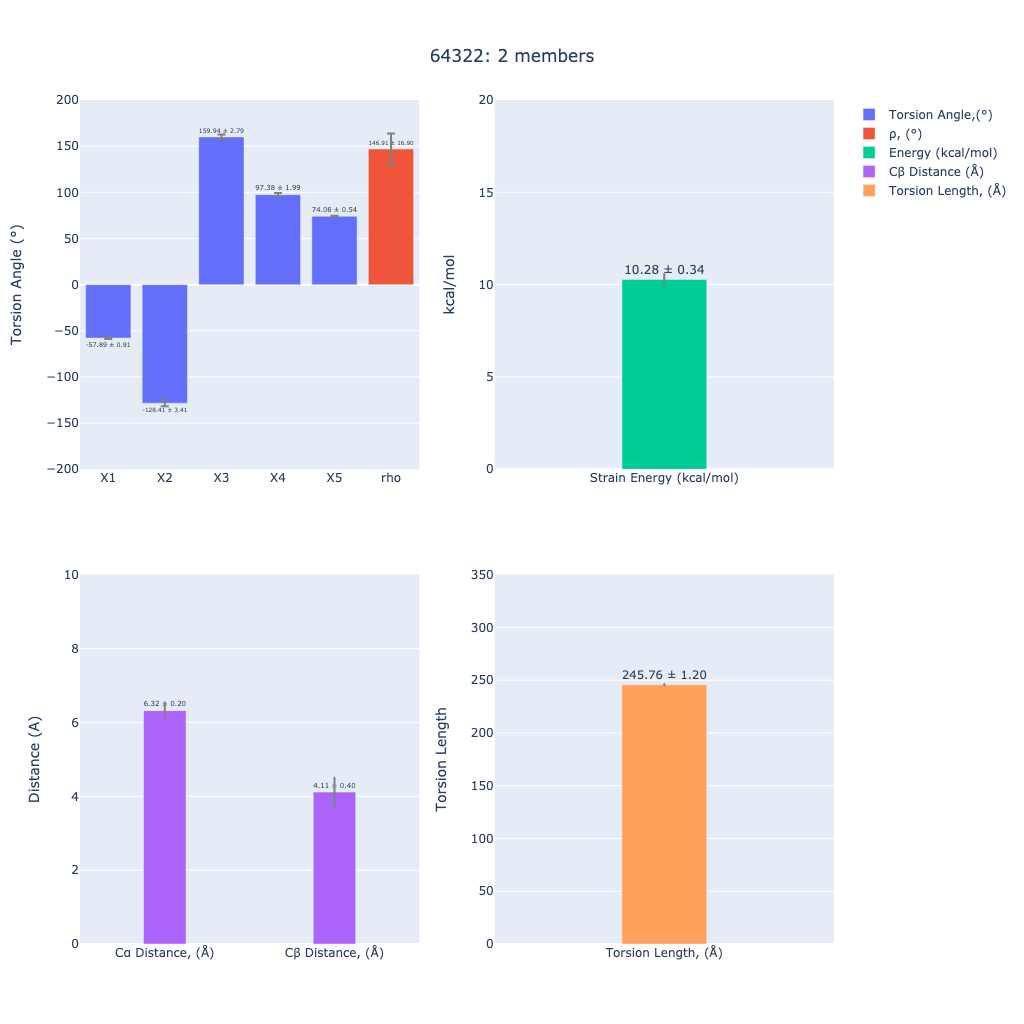 64322: 2 members
Torsion Angle (°)
200
150
100
50
0
−50
−100
−150
−200
-57.89 ± 0.91
-128.41 ± 3.41
159.94 ± 2.79
97.38 ± 1.99
74.06 ± 0.54
146.91 ± 16.90
X1 X2 X3 X4 X5 rho
kcal/mol
20
15
10
5
0
10.28 ± 0.34
Strain Energy (kcal/mol)
Torsion Angle,(°)
ρ, (°)
Energy (kcal/mol)
Cβ Distance (Å)
Torsion Length, (Å)
Distance (A)
10
8
6
4
2
0
6.32 ± 0.20
4.11 ± 0.40
Cα Distance, (Å) Cβ Distance, (Å)
Torsion Length
350
300
250
200
150
100
50
0
245.76 ± 1.20
Torsion Length, (Å)